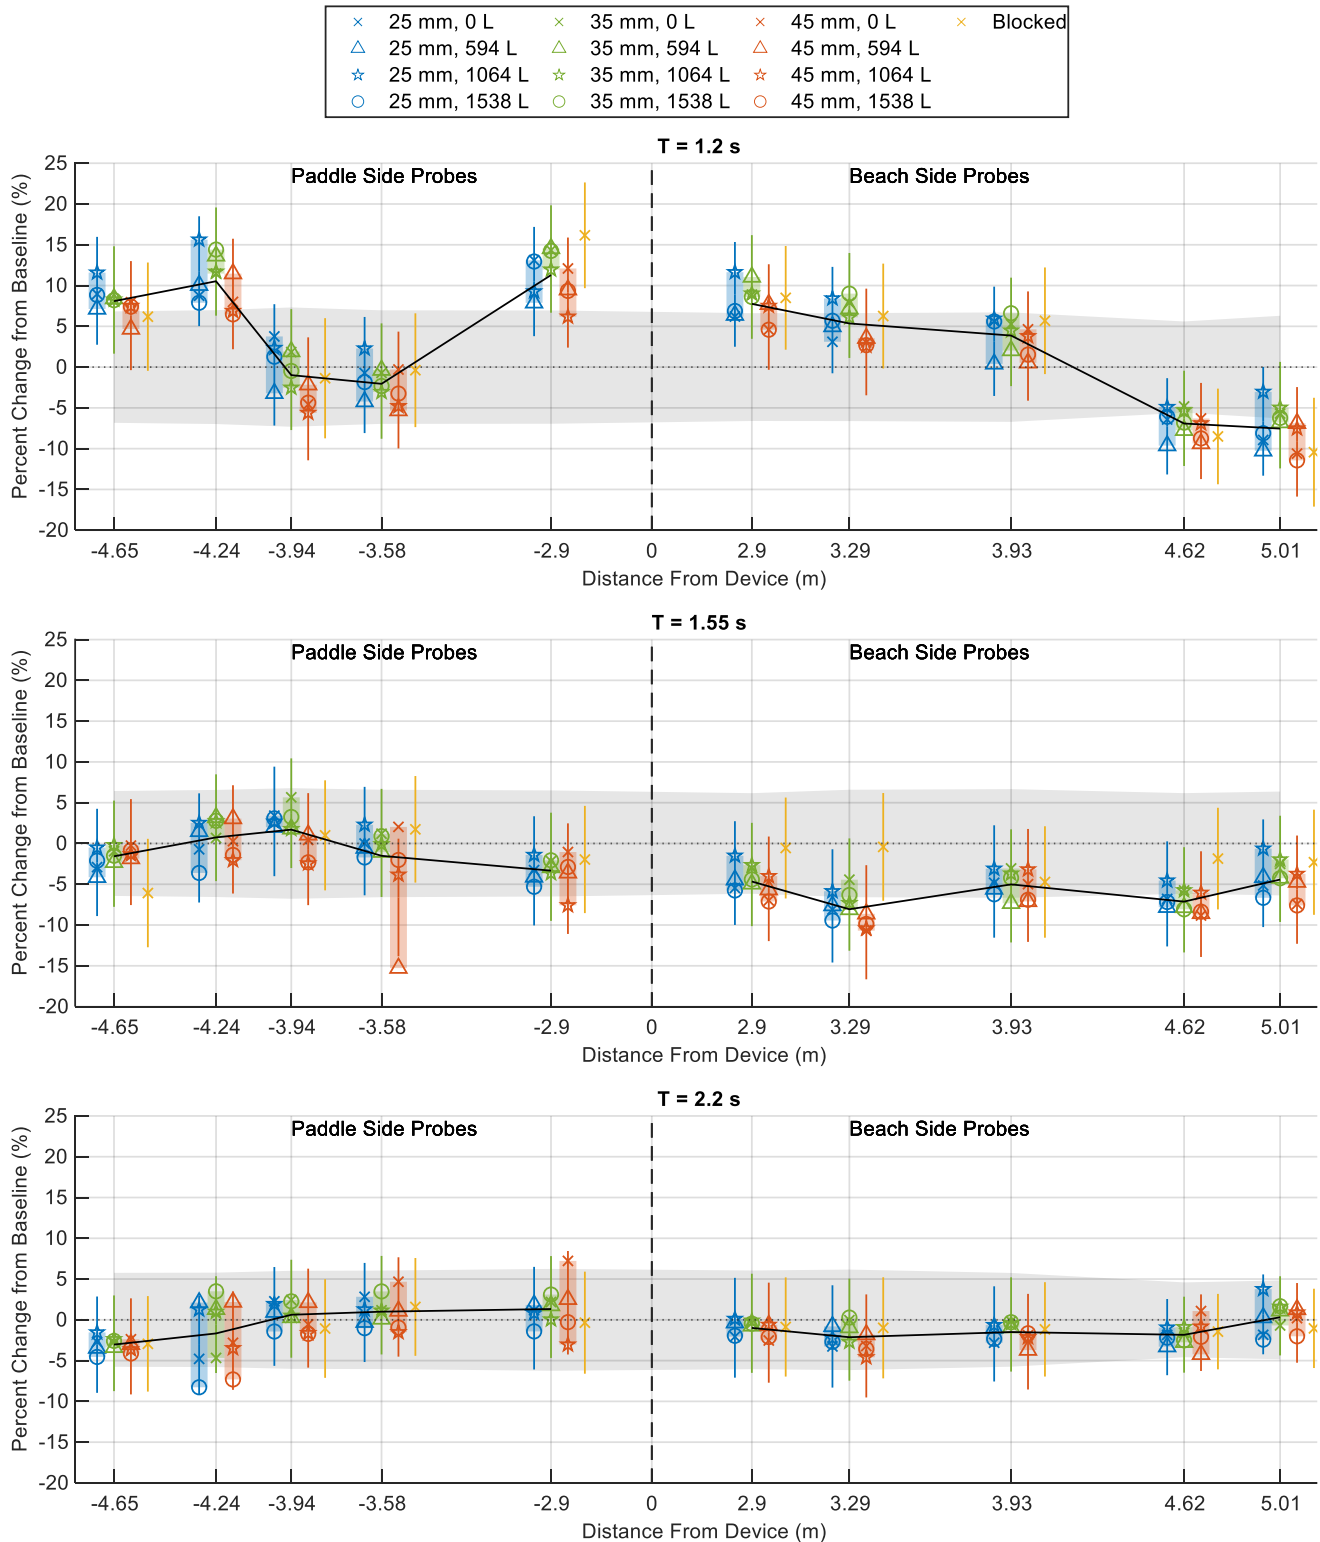 25 mm, 0 L 35 mm, 0 L 45 mm, 0 L Blocked
25 mm, 594 L 35 mm, 594 L 45 mm, 594 L
25 mm, 1064 L 35 mm, 1064 L 45 mm, 1064 L
25 mm, 1538 L 35 mm, 1538 L 45 mm, 1538 L
T = 1.2 s
Paddle Side Probes Beach Side Probes
Percent Change from Baseline (%)
25
20
15
10
5
0
-5
-10
-15
-20
-4.65 -4.24 -3.94 -3.58 -2.9 0 2.9 3.29 3.93 4.62 5.01
Distance From Device (m)
T = 1.55 s
Paddle Side Probes Beach Side Probes
Percent Change from Baseline (%)
25
20
15
10
5
0
-5
-10
-15
-20
-4.65 -4.24 -3.94 -3.58 -2.9 0 2.9 3.29 3.93 4.62 5.01
Distance From Device (m)
T = 2.2 s
Paddle Side Probes Beach Side Probes
Percent Change from Baseline (%)
25
20
15
10
5
0
-5
-10
-15
-20
-4.65 -4.24 -3.94 -3.58 -2.9 0 2.9 3.29 3.93 4.62 5.01
Distance From Device (m)